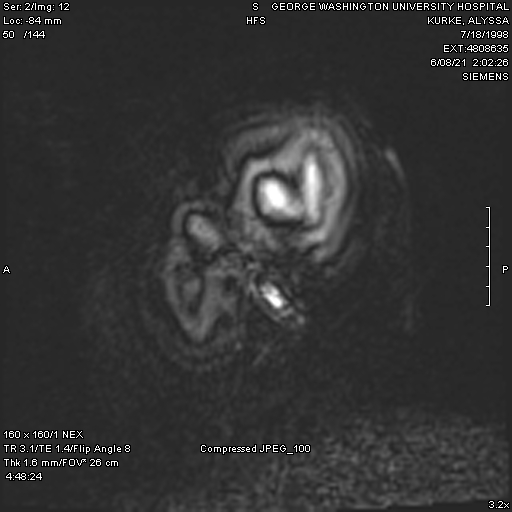 Ser: 2/Img: 12
Loc: -84 mm
50 /144
S
HFS
GEORGE WASHINGTON UNIVERSITY HOSPITAL
KURKE, ALYSSA
7/18/1998
EXT:4808635
6/08/21 2:02:26
SIEMENS
A
P
160 x 160/1 NEX
TR 3.1/TE 1.4/Flip Angle 8
Thk 1.6 mm/FOV* 26 cm
4:48:24
Compressed JPEG_100
3.2x